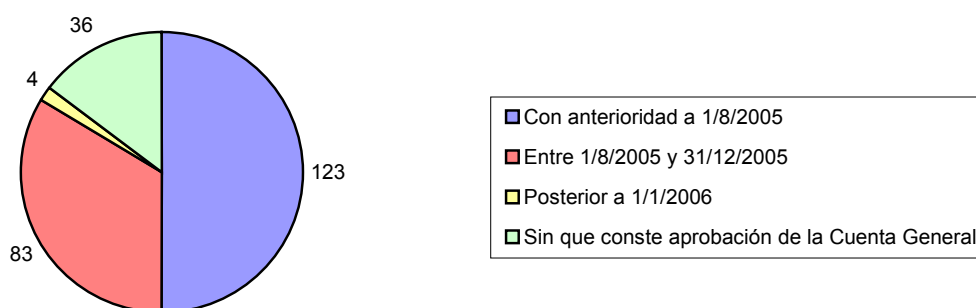 36
4
123
83
Con anterioridad a 1/8/2005
Entre 1/8/2005 y 31/12/2005
Posterior a 1/1/2006
Sin que conste aprobación de la Cuenta General